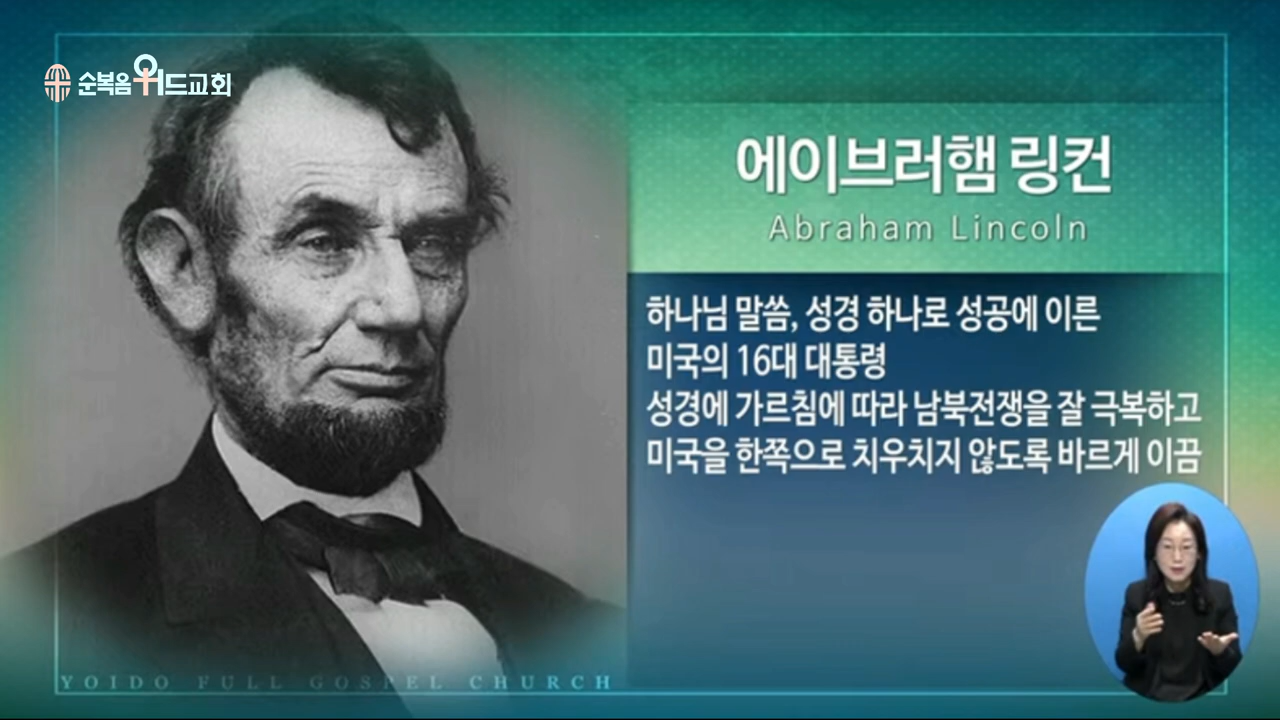 순복음워드교회
에이브러햄 링컨
Abraham Lincoln
하나님 말씀, 성경 하나로 성공에 이른
미국의 16대 대통령
성경에 가르침에 따라 남북전쟁을 잘 극복하고
미국을 한쪽으로 치우치지 않도록 바르게 이끔
YOIDO FULL GOSPEL CHURCH